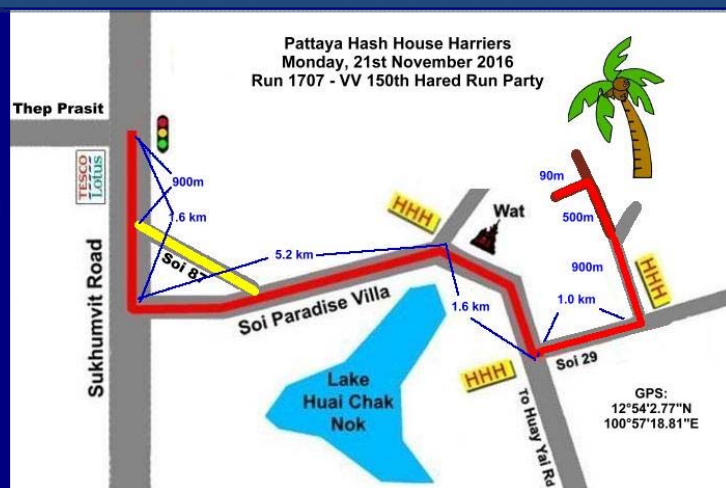 Pattaya Hash House Harriers
Monday, 21st November 2016
Run 1707 - VV 150th Hared Run Party
Thep Prasit
TESCO
Lotus
900m
1.6 km
Soi 87
5.2 km
HHH
Wat
90m
500m
900m
HHH
1.0 km
1.6 km
Soi Paradise Villa
Sukhumvit Road
Lake
Huai Chak
Nok
HHH
Soi 29
To Huay Yai Rd
GPS:
12°54'2.77"N
100°57'18.81"E